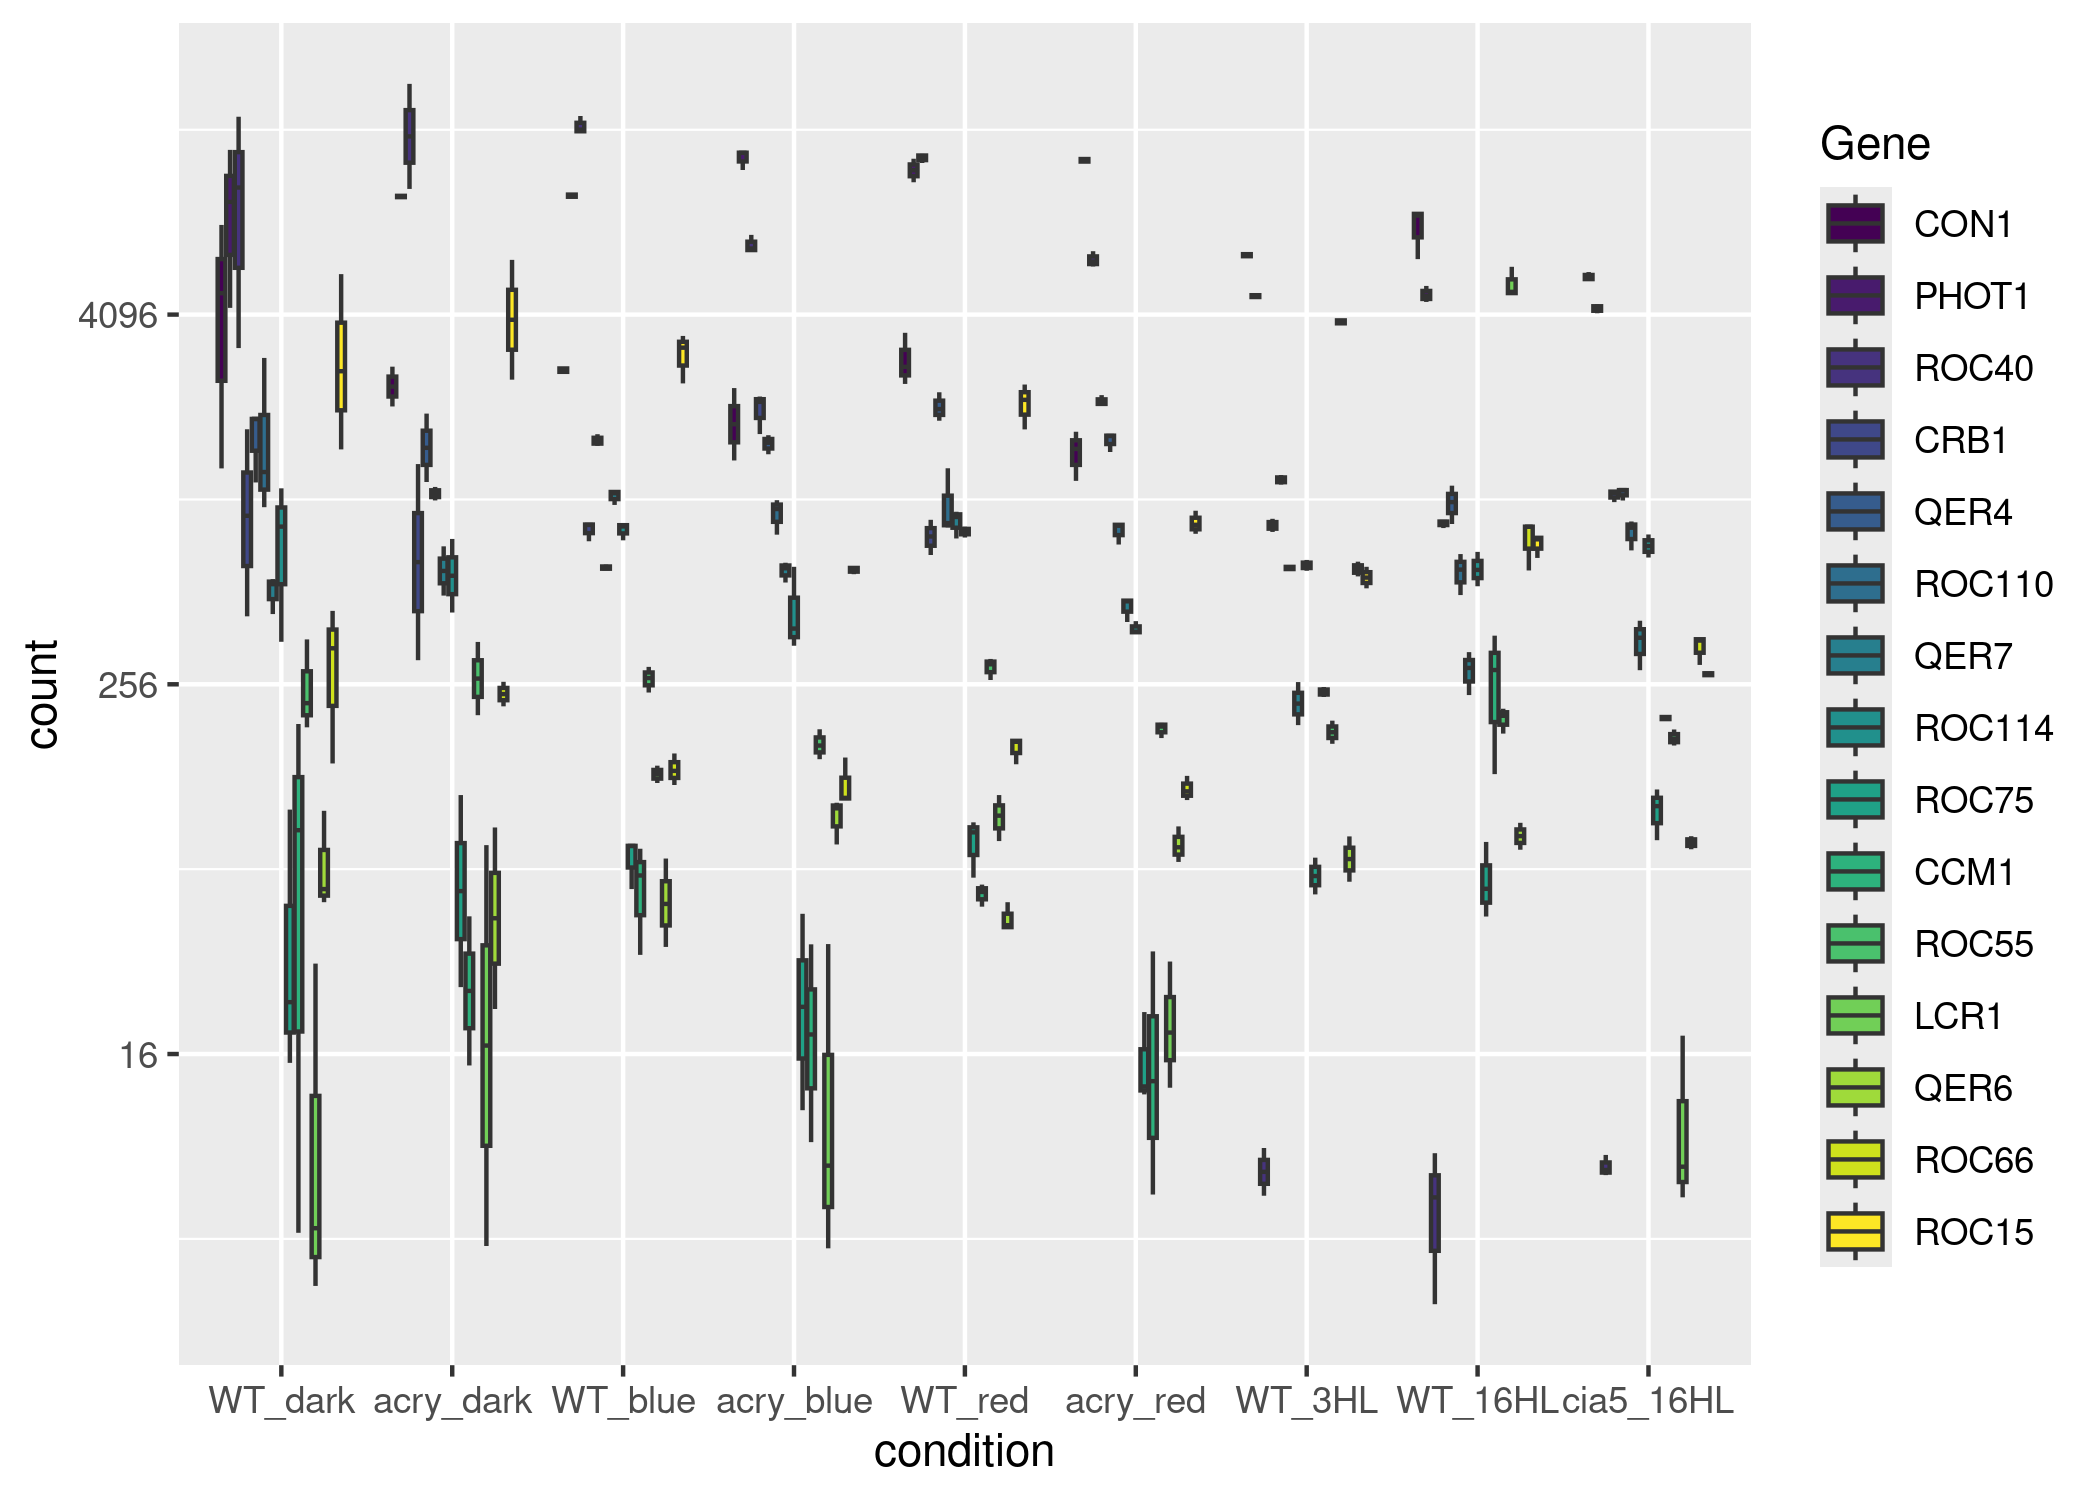 count
4096
256
16
WT_dark acry_dark WT_blue acry_blue WT_red acry_red WT_3HL WT_16HL cia5_16HL
condition
Gene
CON1
PHOT1
ROC40
CRB1
QER4
ROC110
QER7
ROC114
ROC75
CCM1
ROC55
LCR1
QER6
ROC66
ROC15